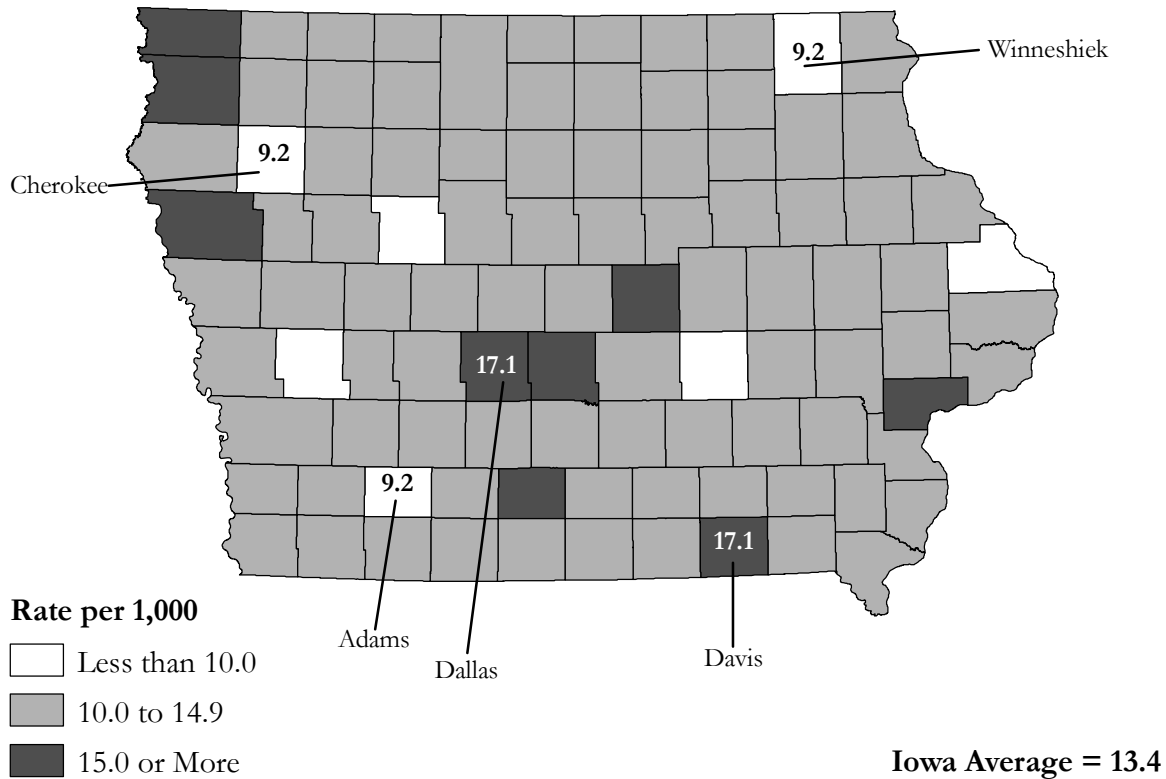 9.2
Winneshiek
9.2
Cherokee
17.1
9.2
17.1
Rate per 1,000
Adams
Dallas
Davis
Less than 10.0
10.0 to 14.9
15.0 or More
Iowa Average = 13.4